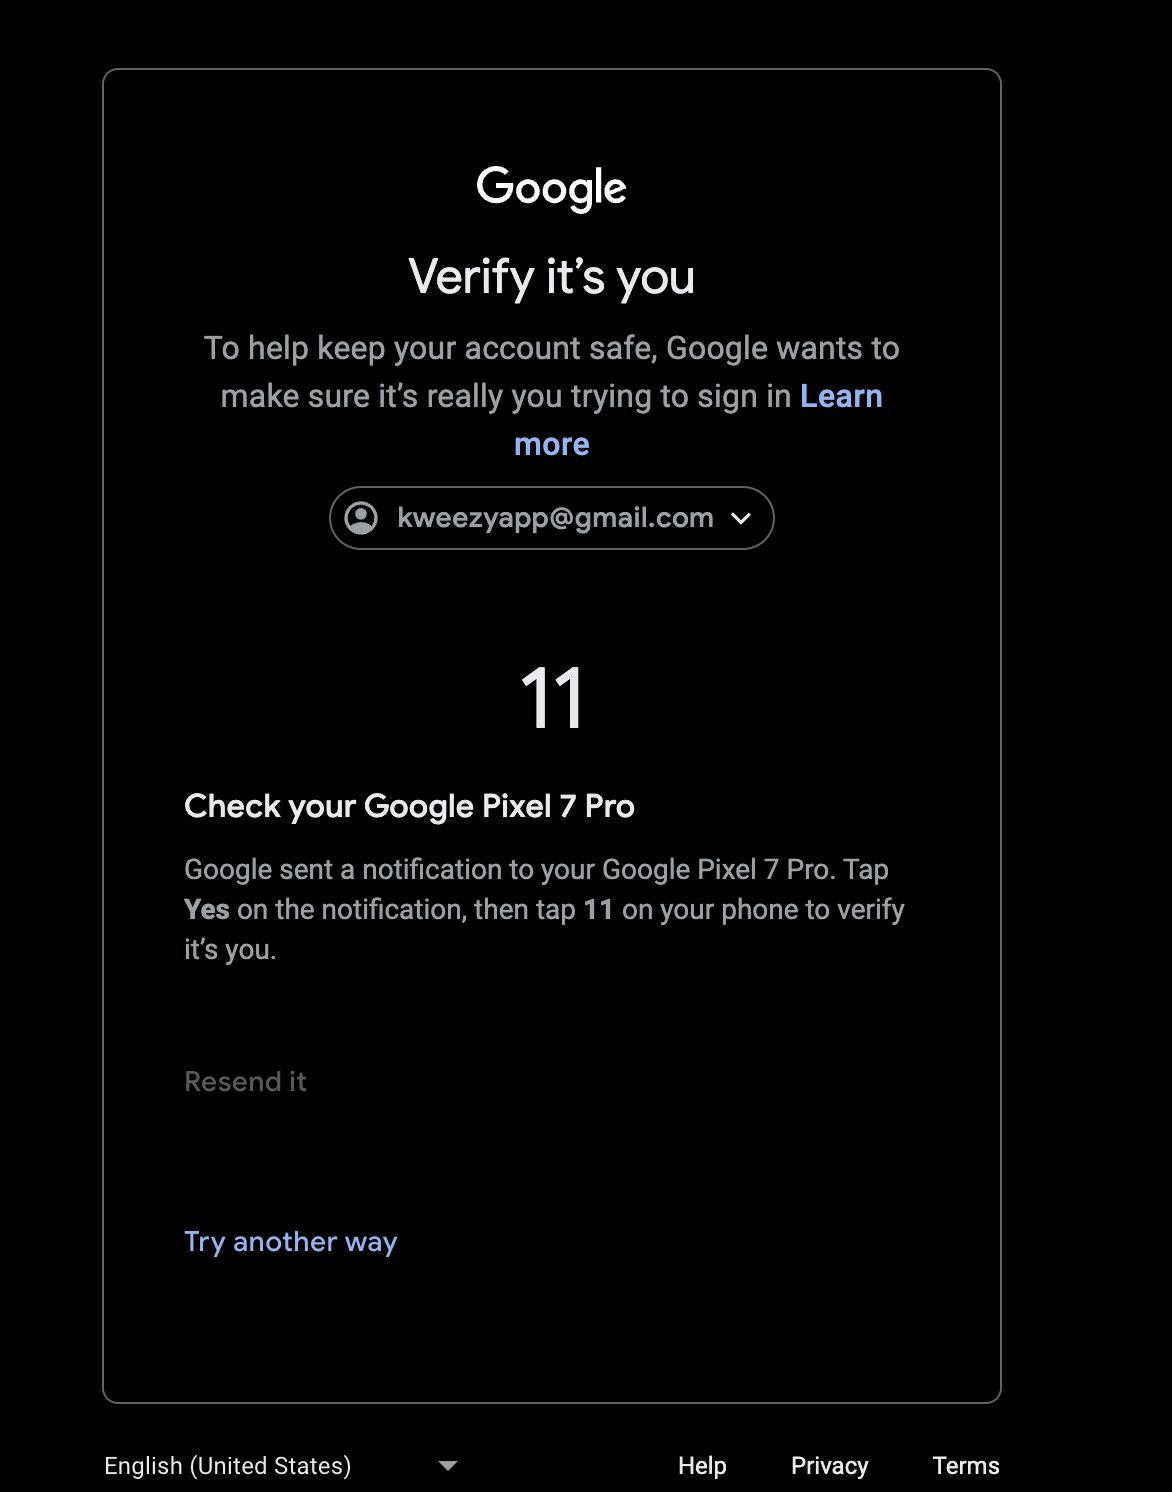 Google
Verify it’s you
To help keep your account safe, Google wants to
make sure it’s really you trying to sign in Learn
more
kweezyapp@gmail.com
11
Check your Google Pixel 7 Pro
Google sent a notification to your Google Pixel 7 Pro. Tap
Yes on the notification, then tap 11 on your phone to verify
it’s you.
Resend it
Try another way
English (United States) Help Privacy Terms